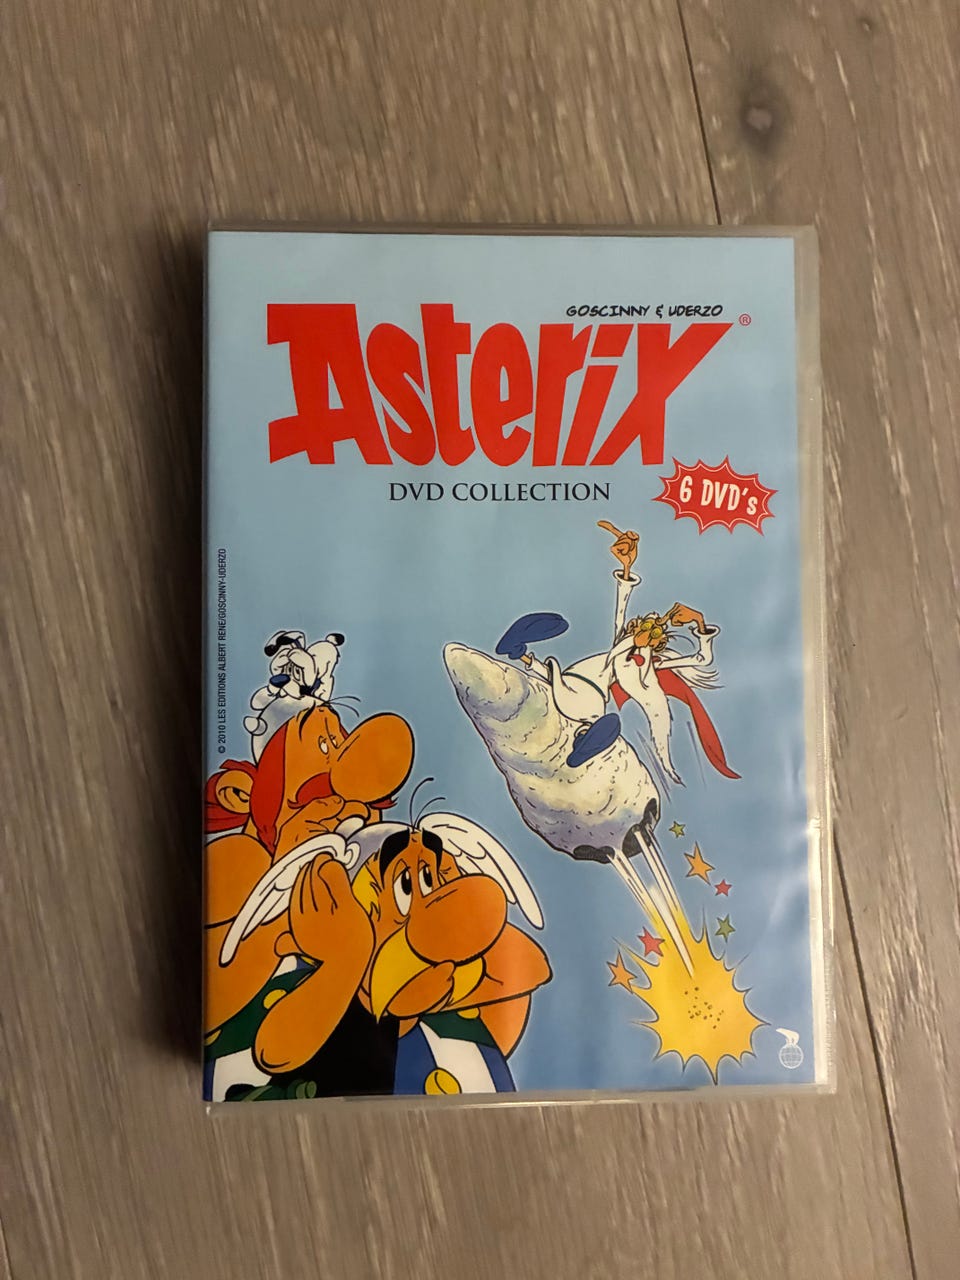 GOSCINNY & UDERZO
Asterix ®
DVD COLLECTION
6 DVD's
© 2010 LES EDITIONS ALBERT RENE/GOSCINNY-UDERZO